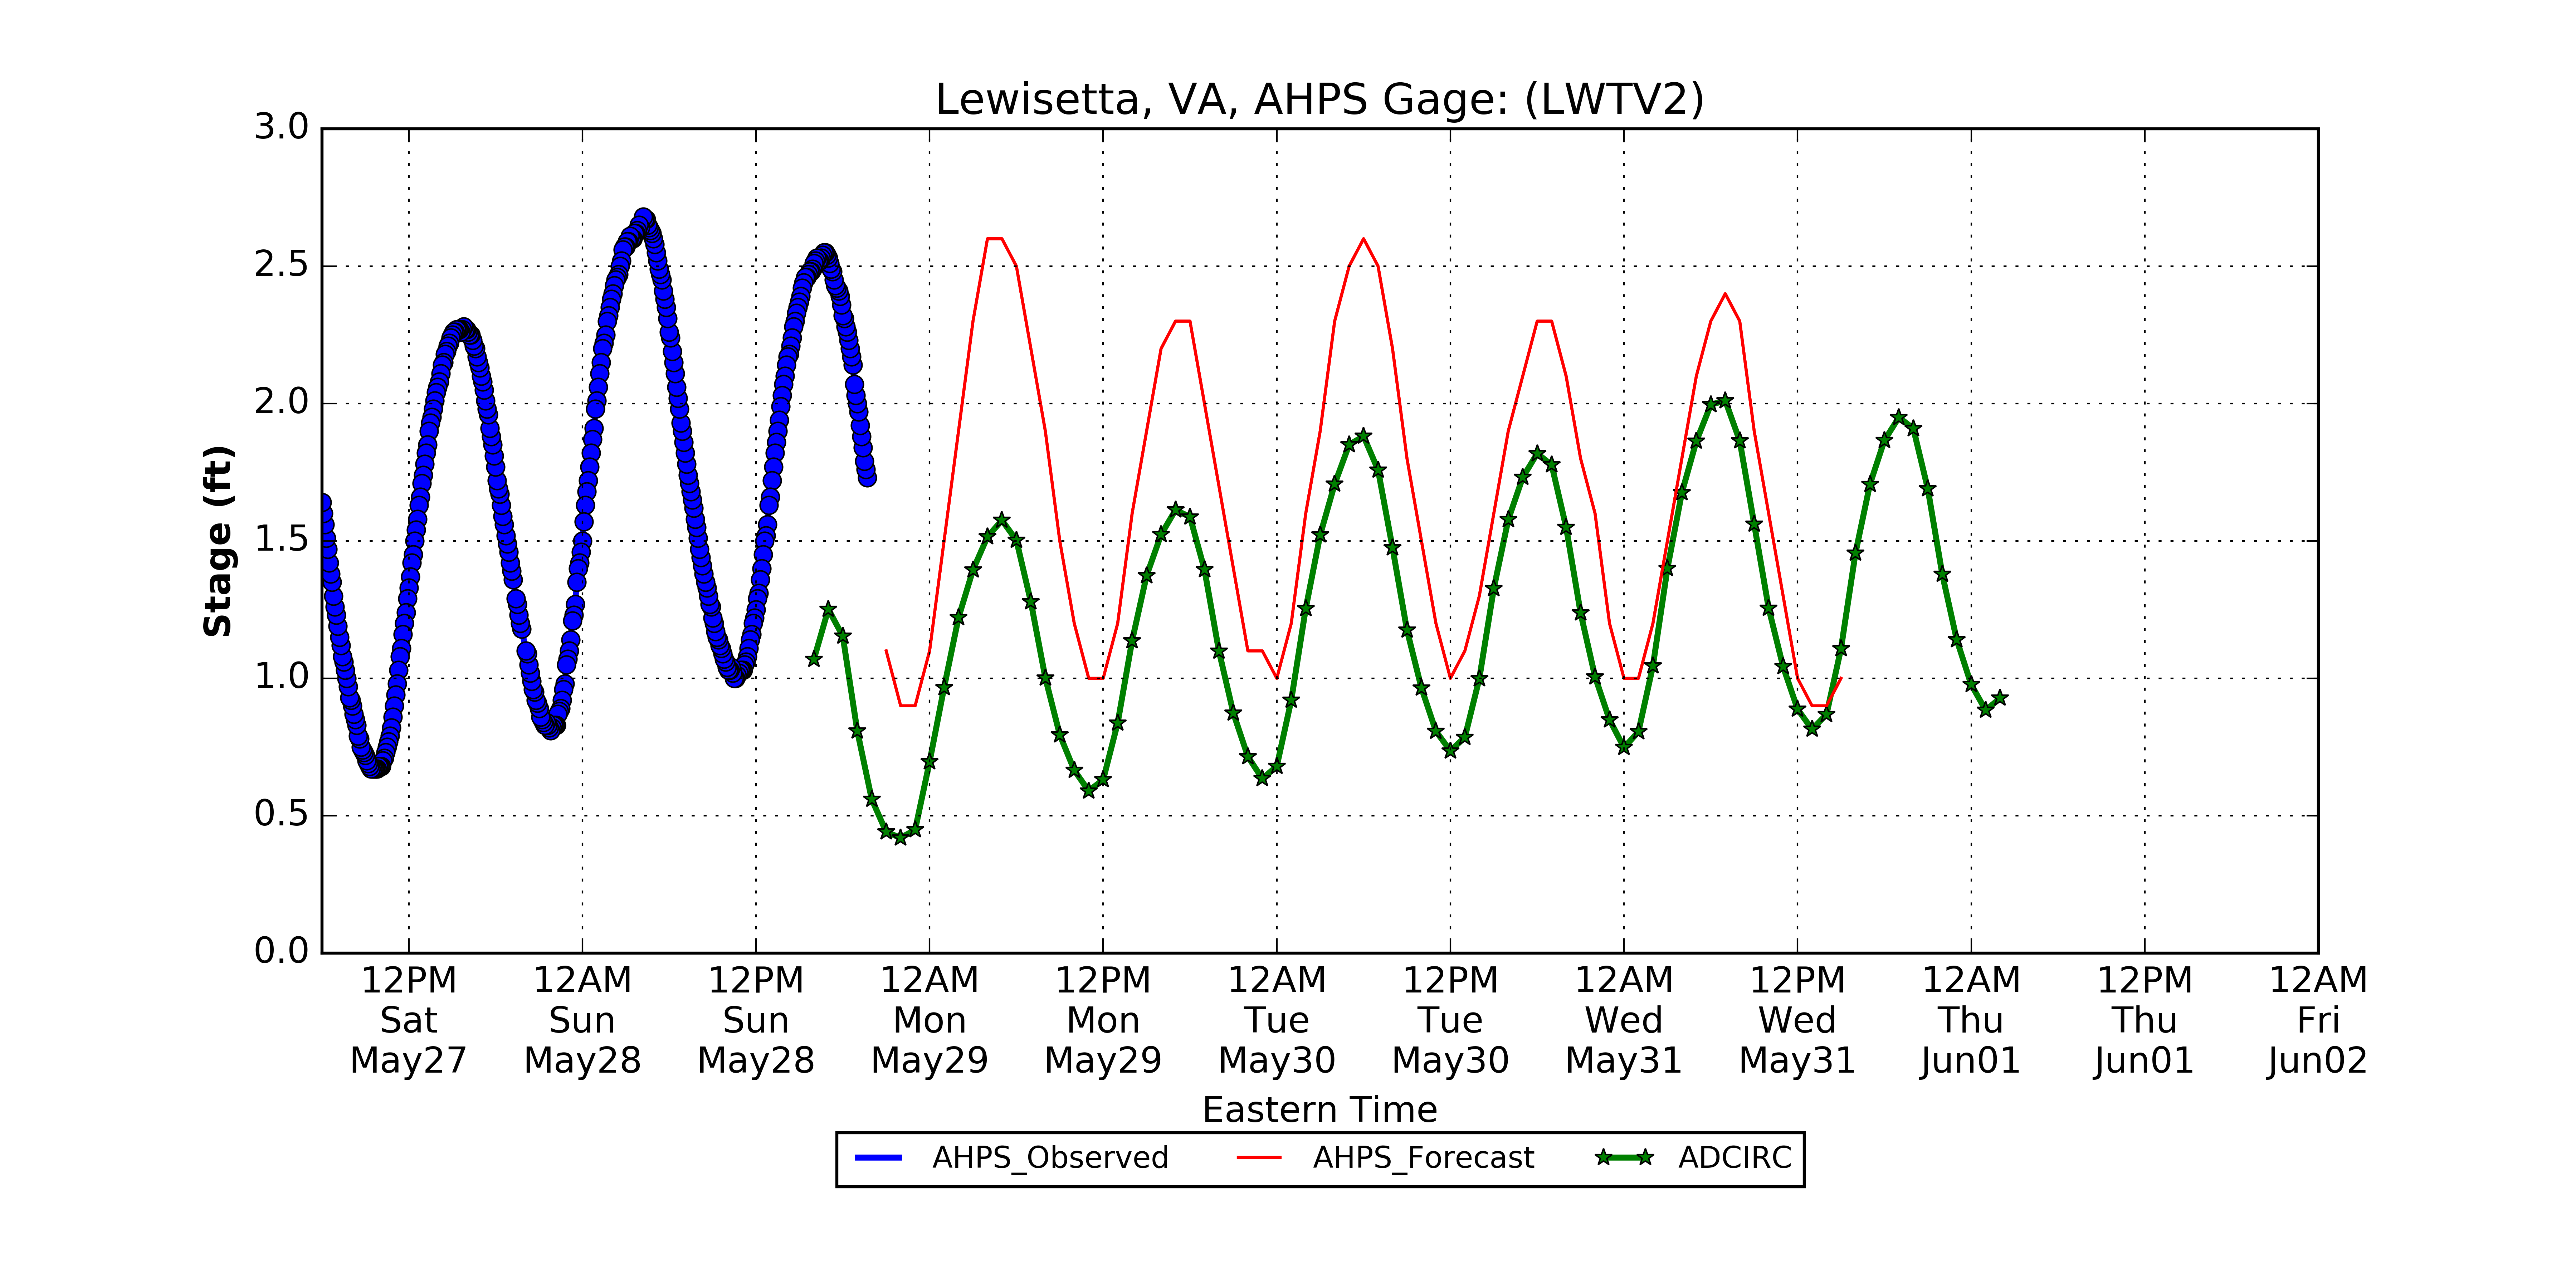 Lewisetta, VA, AHPS Gage: (LWTV2)
3.0
2.5
2.0
1.5
1.0
0.5
0.0
Stage (ft)
12PM 12AM 12PM 12AM 12PM 12AM 12PM 12AM 12PM 12AM 12PM 12AM
Sat Sun Sun Mon Mon Tue Tue Wed Wed Thu Thu Fri
May27 May28 May28 May29 May29 May30 May30 May31 May31 Jun01 Jun01 Jun02
Eastern Time
AHPS_Observed AHPS_Forecast ADCIRC